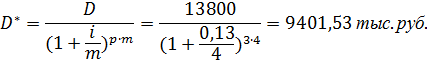 D* = D / (1 + i/m)^(p·m) = 13800 / (1 + 0,13/4)^(3·4) = 9401,53 тыс.руб.